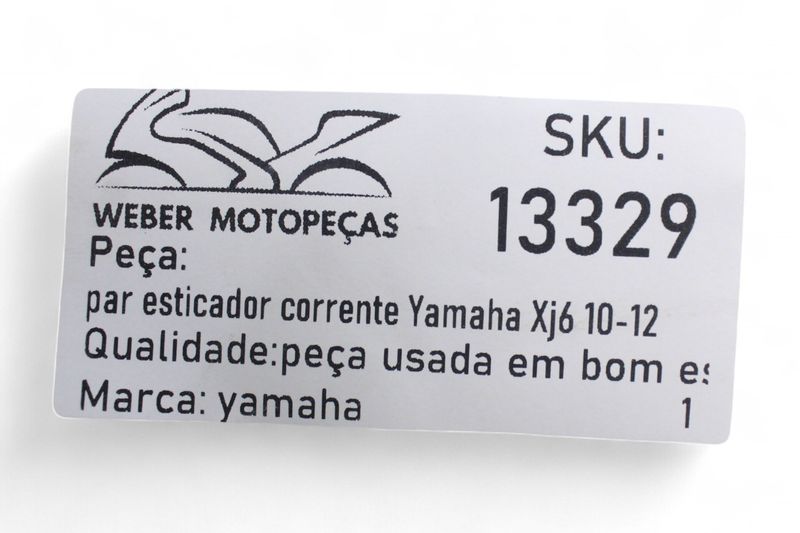 WEBER MOTOPEÇAS
SKU:
13329
Peça:
par esticador corrente Yamaha Xj6 10-12
Qualidade:peça usada em bom es
Marca: yamaha
1